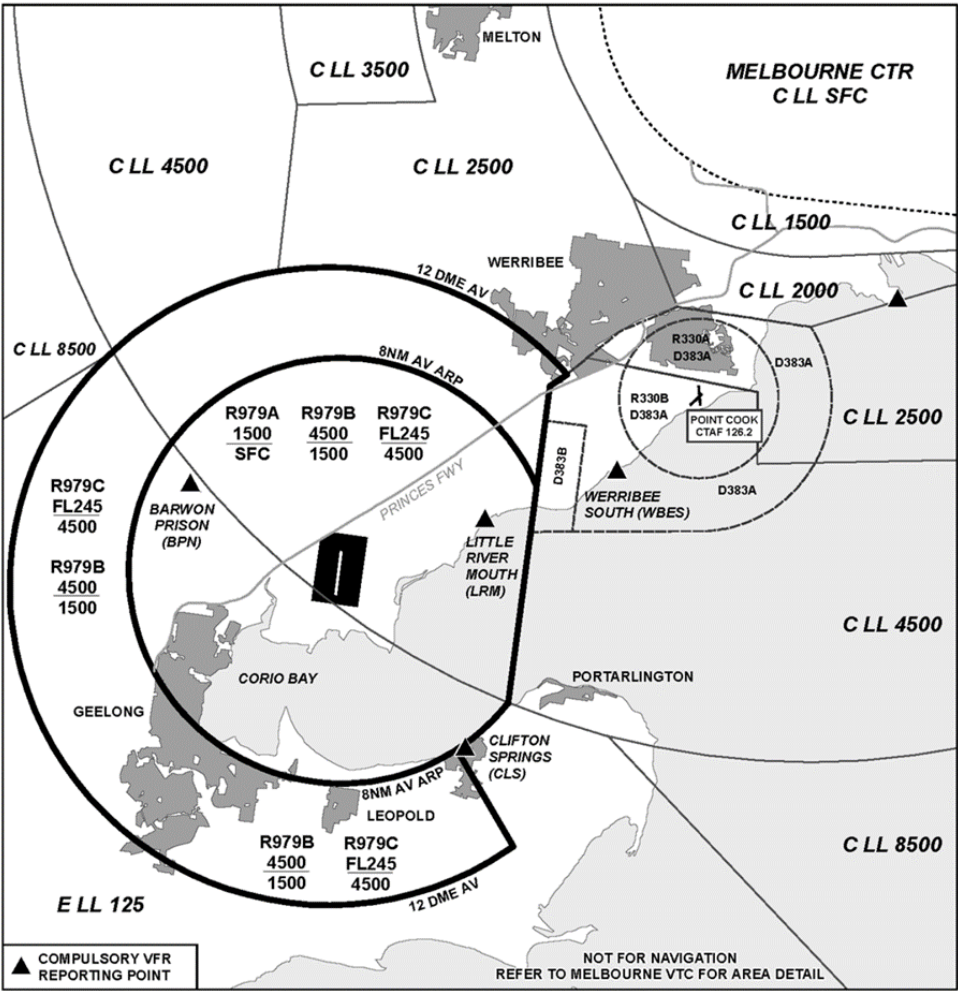 MELTON
C LL 3500
MELBOURNE CTR
C LL SFC
C LL 4500
C LL 2500
C LL 1500
WERRIBEE
12 DME AV
C LL 2000
C LL 8500
8NM AV ARP
R330A
D383A
D383A
R330B
D383A
POINT COOK
CTAF 126.2
C LL 2500
R979A
1500
SFC
R979B
4500
1500
R979C
FL245
4500
PRINCES FWY
D383B
D383A
WERRIBEE
SOUTH (WBES)
R979C
FL245
4500
R979B
4500
1500
BARWON
PRISON
(BPN)
LITTLE
RIVER
MOUTH
(LRM)
C LL 4500
CORIO BAY
PORTARLINGTON
GEELONG
CLIFTON
SPRINGS
(CLS)
8NM AV ARP
LEOPOLD
R979B
4500
1500
R979C
FL245
4500
C LL 8500
12 DME AV
E LL 125
COMPULSORY VFR
REPORTING POINT
NOT FOR NAVIGATION
REFER TO MELBOURNE VTC FOR AREA DETAIL